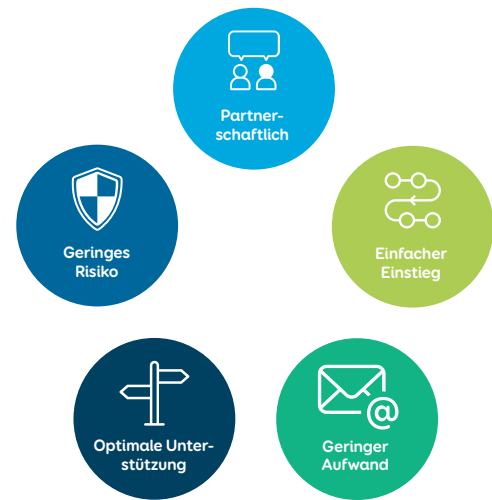 Partner-
schaftlich
Geringes
Risiko
Einfacher
Einstieg
Optimale Unter-
stützung
Geringer
Aufwand
@